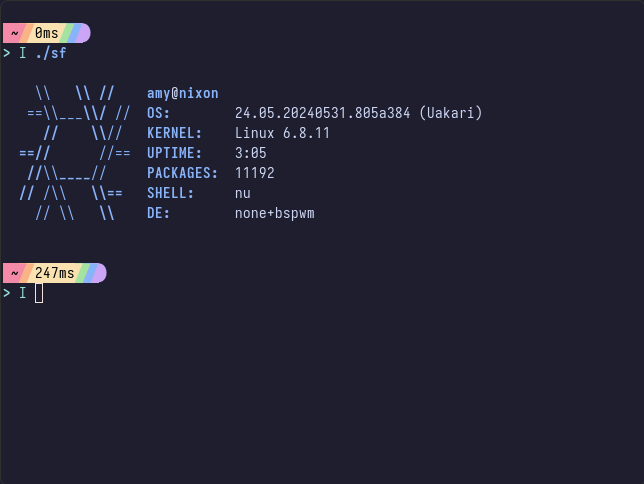 ~ 0ms
> I ./sf
  \\   \\ //    amy@nixon
 ==\\___\\/ //  OS:        24.05.20240531.805a384 (Uakari)
   //    \\//   KERNEL:    Linux 6.8.11
==//      //==  UPTIME:    3:05
 //\\____//     PACKAGES:  11192
// /\\   \\==   SHELL:     nu
  // \\   \\    DE:        none+bspwm
~ 247ms
> I